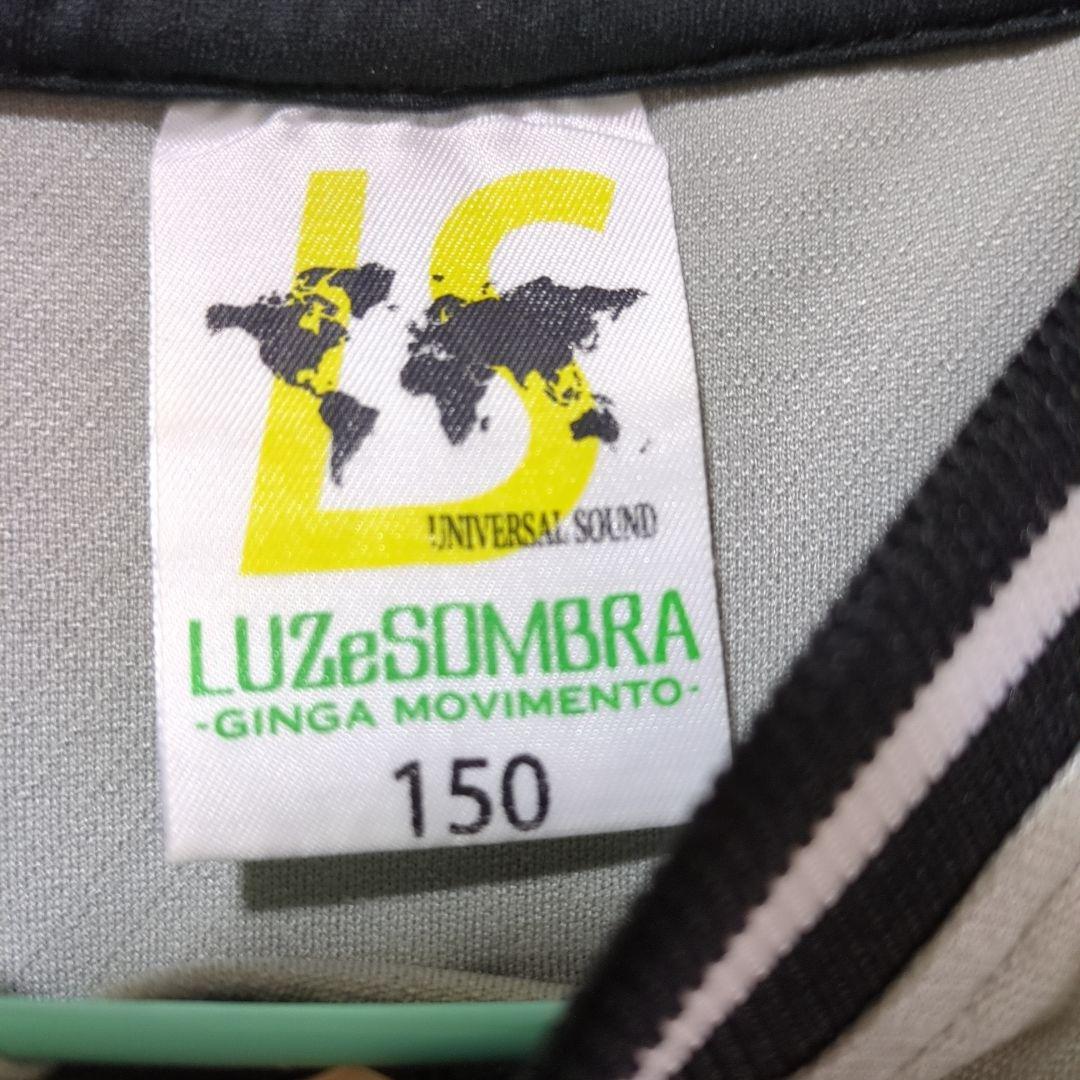 LS
UNIVERSAL SOUND
LUZeSOMBRA
-GINGA MOVIMENTO-
150